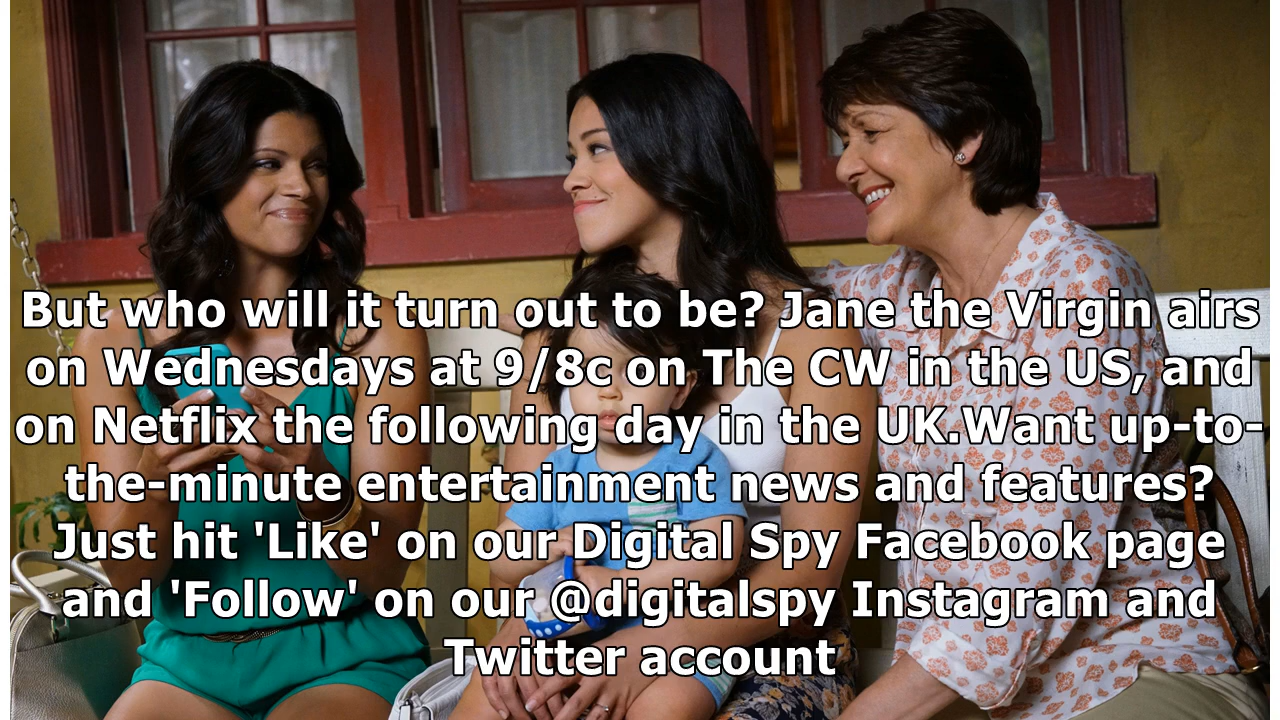 But who will it turn out to be? Jane the Virgin airs
on Wednesdays at 9/8c on The CW in the US, and
on Netflix the following day in the UK.Want up-to-
the-minute entertainment news and features?
Just hit 'Like' on our Digital Spy Facebook page
and 'Follow' on our @digitalspy Instagram and
Twitter account